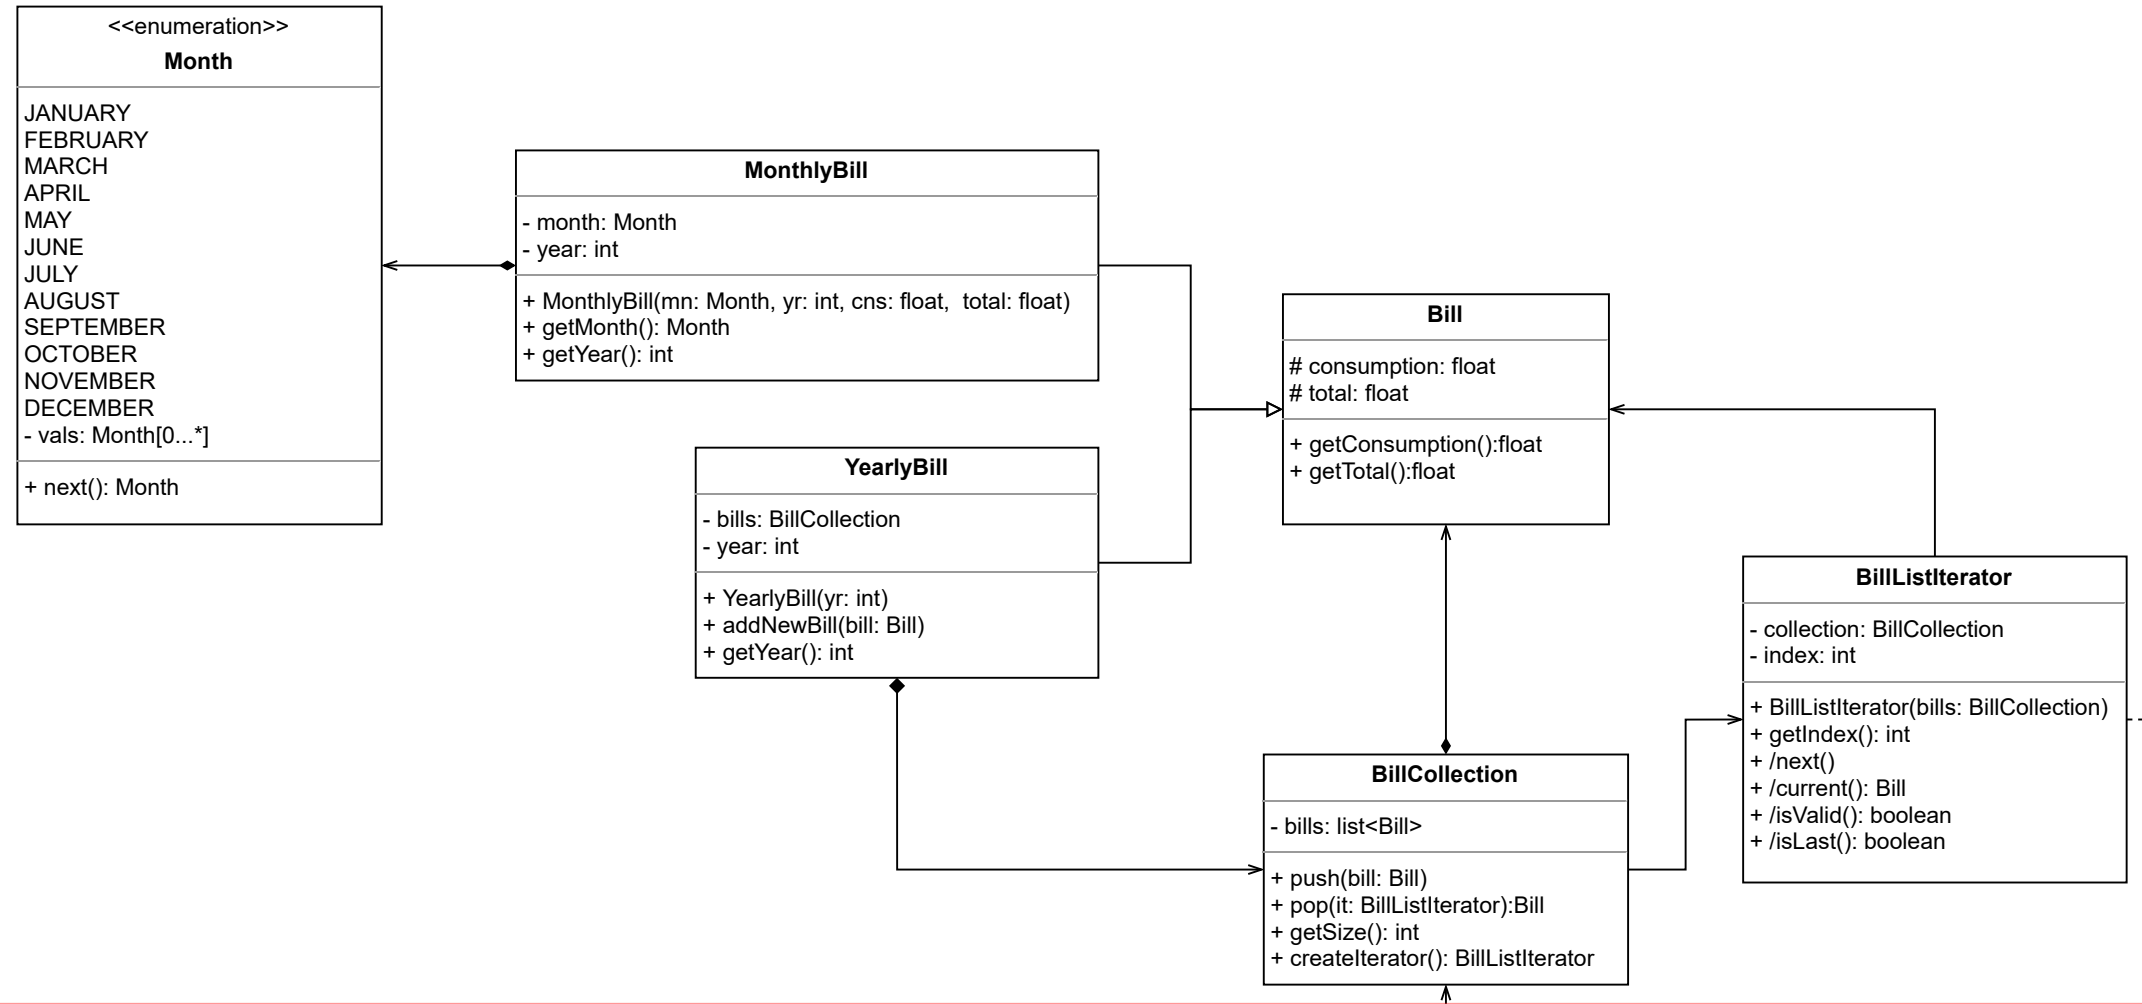 <<enumeration>>
Month
JANUARY
FEBRUARY
MARCH
APRIL
MAY
JUNE
JULY
AUGUST
SEPTEMBER
OCTOBER
NOVEMBER
DECEMBER
- vals: Month[0...*]
+ next(): Month
MonthlyBill
- month: Month
- year: int
+ MonthlyBill(mn: Month, yr: int, cns: float,  total: float)
+ getMonth(): Month
+ getYear(): int
YearlyBill
- bills: BillCollection
- year: int
+ YearlyBill(yr: int)
+ addNewBill(bill: Bill)
+ getYear(): int
Bill
# consumption: float
# total: float
+ getConsumption():float
+ getTotal():float
BillListIterator
- collection: BillCollection
- index: int
+ BillListIterator(bills: BillCollection)
+ getIndex(): int
+ /next()
+ /current(): Bill
+ /isValid(): boolean
+ /isLast(): boolean
BillCollection
- bills: list<Bill>
+ push(bill: Bill)
+ pop(it: BillListIterator):Bill
+ getSize(): int
+ createIterator(): BillListIterator